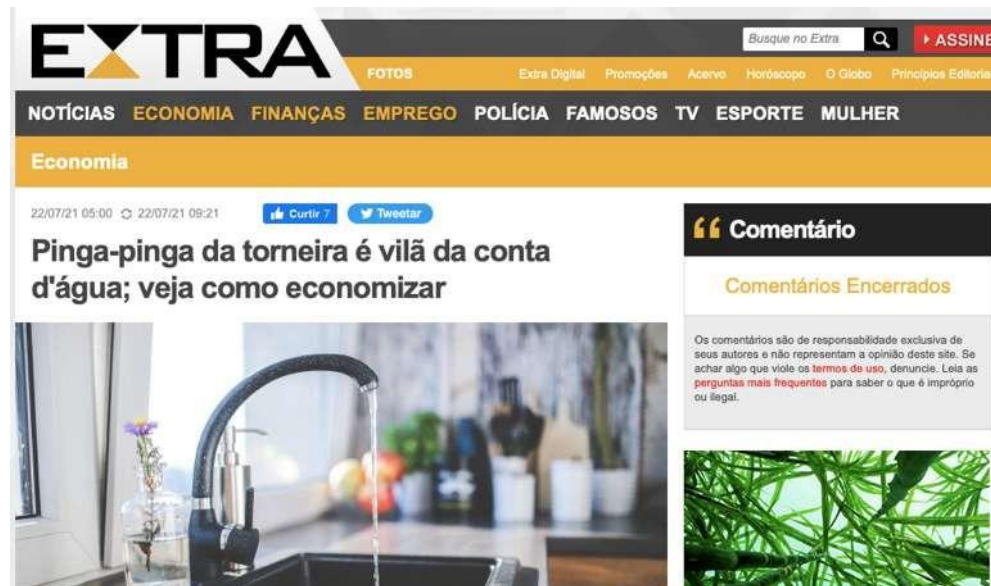 EXTRA
Busque no Extra
ASSINE
FOTOS
Extra Digital Promoções Acervo Horóscopo O Globo Princípios
NOTÍCIAS ECONOMIA FINANÇAS EMPREGO POLÍCIA FAMOSOS TV ESPORTE MULHER
Economia
22/07/21 05:00 22/07/21 09:21 Curtir 7 Tweetar
Pinga-pinga da torneira é vilã da conta
d'água; veja como economizar
Comentário
Comentários Encerrados
Os comentários são de responsabilidade exclusiva de
seus autores e não representam a opinião deste site. Se
achar algo que viole os termos de uso, denuncie. Leia as
perguntas mais frequentes para saber o que é impróprio
ou ilegal.